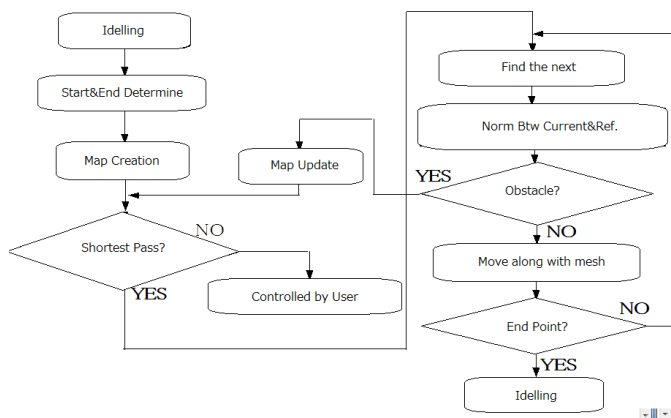 Idelling
Start&End Determine
Map Creation
Map Update
Shortest Pass?
NO
YES
Controlled by User
Find the next
Norm Btw Current&Ref.
YES
Obstacle?
NO
Move along with mesh
NO
End Point?
YES
Idelling